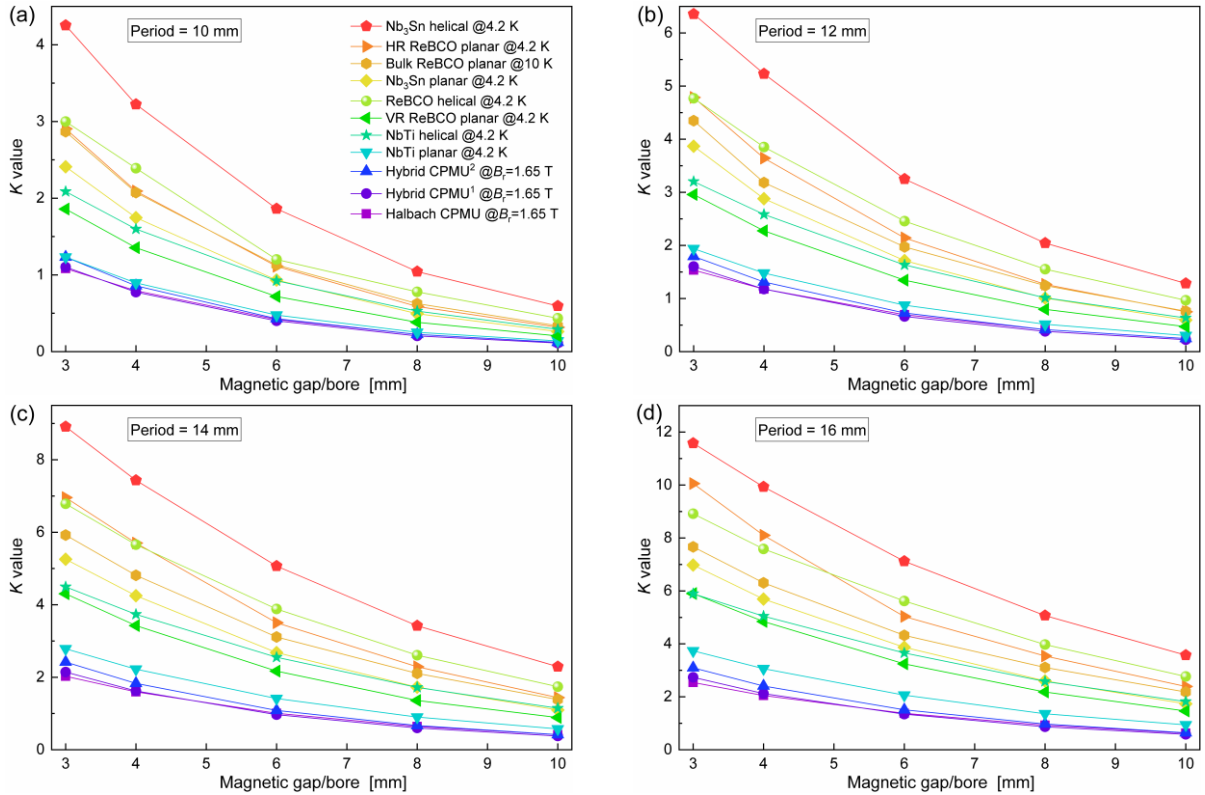 (a)
Period = 10 mm
Nb₃Sn helical @4.2 K
HR ReBCO planar @4.2 K
Bulk ReBCO planar @10 K
Nb₃Sn planar @4.2 K
ReBCO helical @4.2 K
VR ReBCO planar @4.2 K
NbTi helical @4.2 K
NbTi planar @4.2 K
Hybrid CPMU² @Bᵣ=1.65 T
Hybrid CPMU¹ @Bᵣ=1.65 T
Halbach CPMU @Bᵣ=1.65 T
K value
4
3
2
1
0
3 4 5 6 7 8 9 10
Magnetic gap/bore [mm]
(b)
Period = 12 mm
K value
6
5
4
3
2
1
0
3 4 5 6 7 8 9 10
Magnetic gap/bore [mm]
(c)
Period = 14 mm
K value
8
6
4
2
0
3 4 5 6 7 8 9 10
Magnetic gap/bore [mm]
(d)
Period = 16 mm
K value
12
10
8
6
4
2
0
3 4 5 6 7 8 9 10
Magnetic gap/bore [mm]